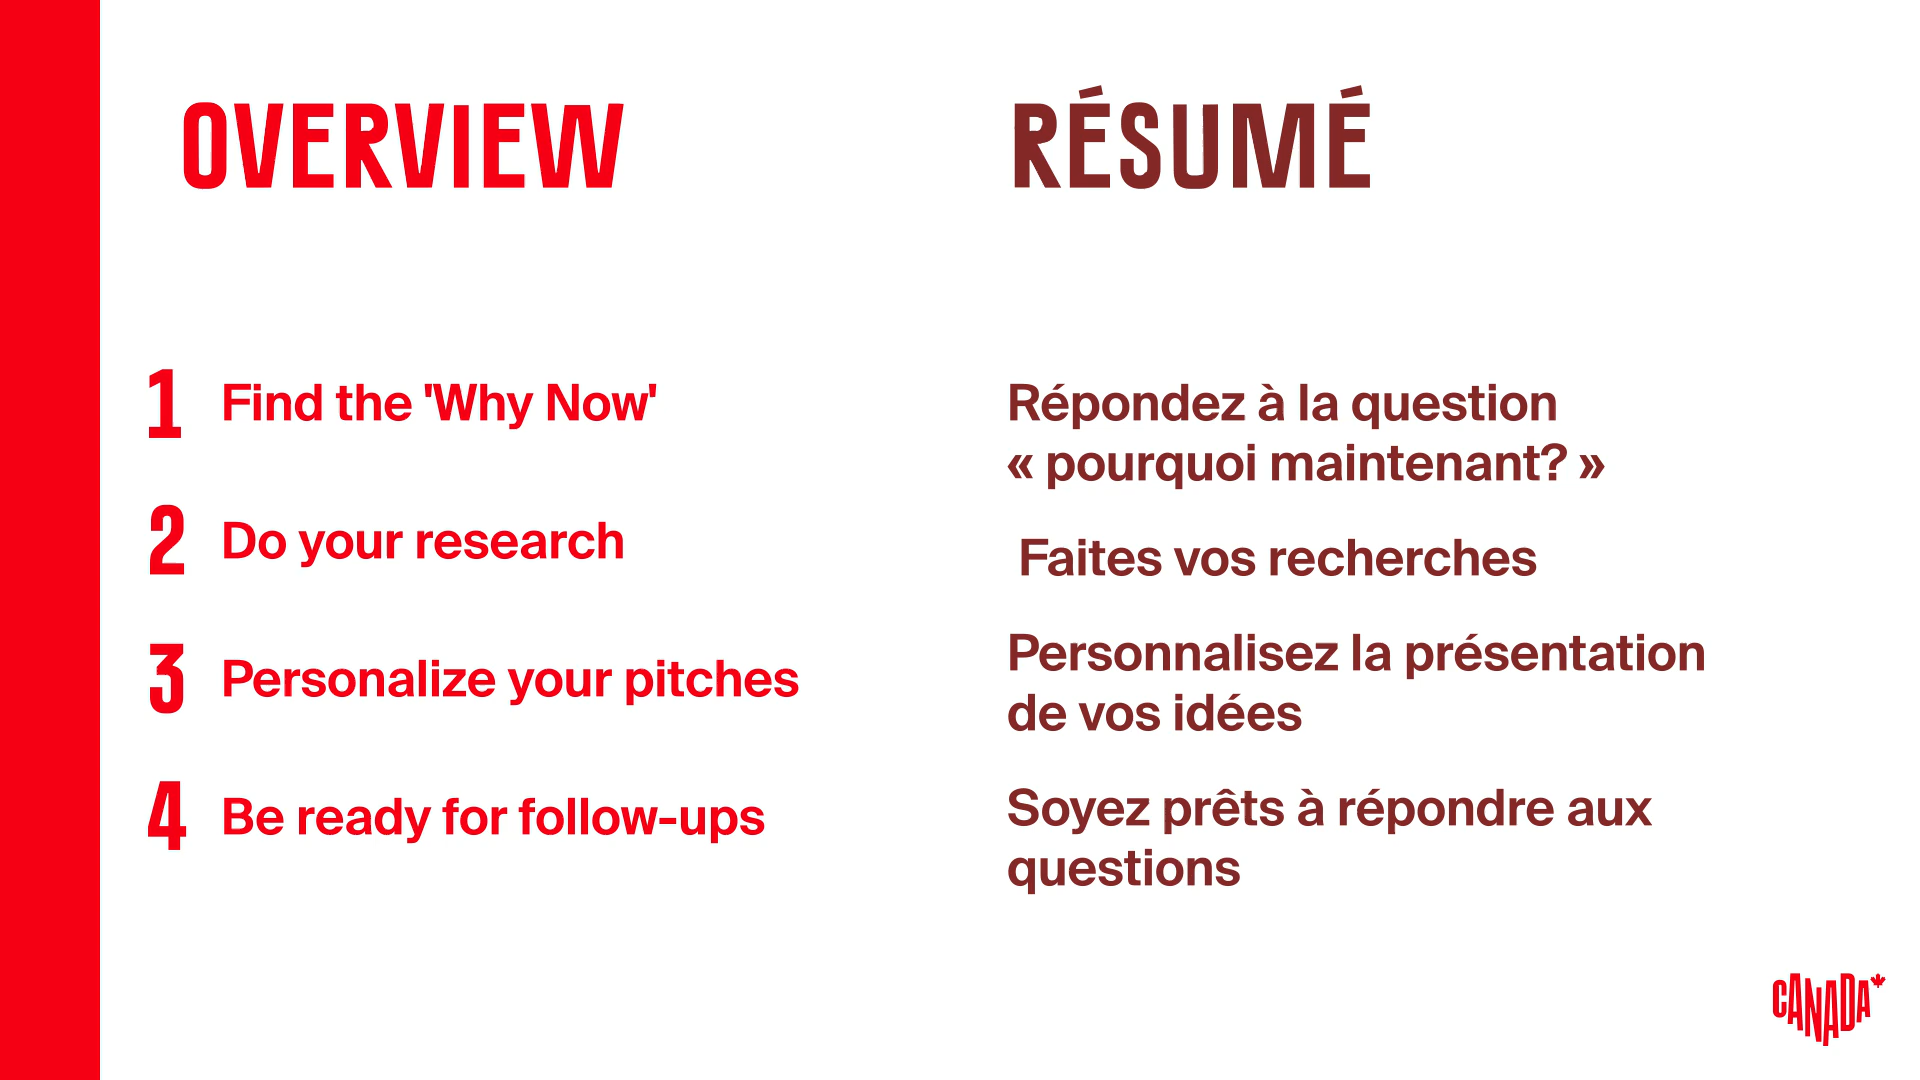 OVERVIEW
1 Find the 'Why Now'
2 Do your research
3 Personalize your pitches
4 Be ready for follow-ups
RÉSUMÉ
Répondez à la question
« pourquoi maintenant? »
Faites vos recherches
Personnalisez la présentation
de vos idées
Soyez prêts à répondre aux
questions
CANADA